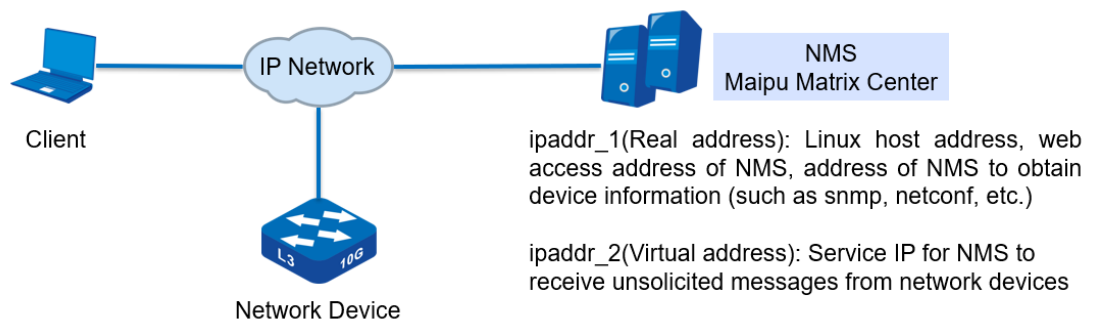 IP Network
NMS
Maipu Matrix Center
Client
ipaddr_1(Real address): Linux host address, web
access address of NMS, address of NMS to obtain
device information (such as snmp, netconf, etc.)
L3
10G
ipaddr_2(Virtual address): Service IP for NMS to
receive unsolicited messages from network devices
Network Device